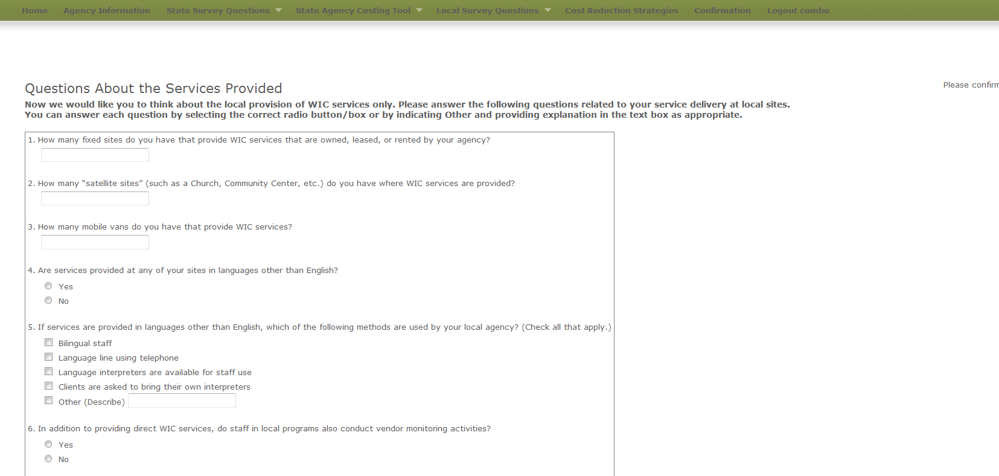 Home Agency Information State Survey Questions State Agency Costing Tool Local Survey Questions Cost Reduction Strategies Confirmation Logout combo
Please confirm
Questions About the Services Provided
Now we would like you to think about the local provision of WIC services only. Please answer the following questions related to your service delivery at local sites.
You can answer each question by selecting the correct radio button/box or by indicating Other and providing explanation in the text box as appropriate.
1. How many fixed sites do you have that provide WIC services that are owned, leased, or rented by your agency?
2. How many “satellite sites” (such as a Church, Community Center, etc.) do you have where WIC services are provided?
3. How many mobile vans do you have that provide WIC services?
4. Are services provided at any of your sites in languages other than English?
Yes
No
5. If services are provided in languages other than English, which of the following methods are used by your local agency? (Check all that apply.)
Bilingual staff
Language line using telephone
Language interpreters are available for staff use
Clients are asked to bring their own interpreters
Other (Describe)
6. In addition to providing direct WIC services, do staff in local programs also conduct vendor monitoring activities?
Yes
No